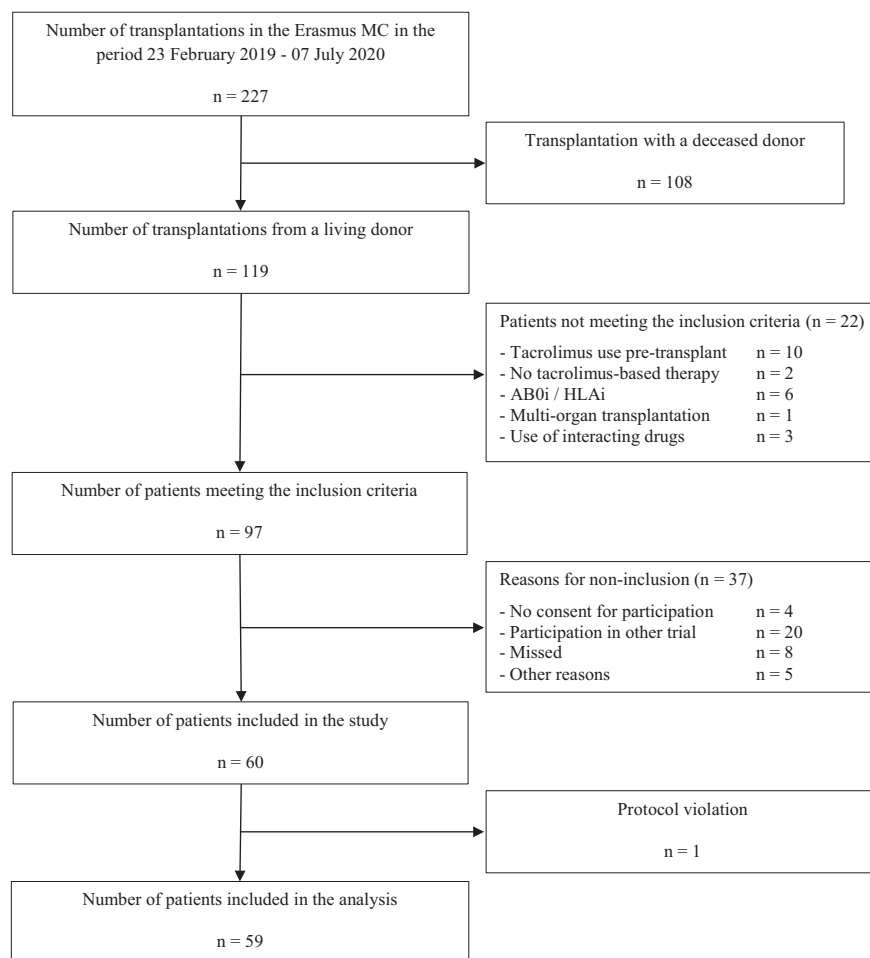 Number of transplantations in the Erasmus MC in the
period 23 February 2019 - 07 July 2020
n = 227
Transplantation with a deceased donor
n = 108
Number of transplantations from a living donor
n = 119
Patients not meeting the inclusion criteria (n = 22)
- Tacrolimus use pre-transplant n = 10
- No tacrolimus-based therapy n = 2
- AB0i / HLAi n = 6
- Multi-organ transplantation n = 1
- Use of interacting drugs n = 3
Number of patients meeting the inclusion criteria
n = 97
Reasons for non-inclusion (n = 37)
- No consent for participation n = 4
- Participation in other trial n = 20
- Missed n = 8
- Other reasons n = 5
Number of patients included in the study
n = 60
Protocol violation
n = 1
Number of patients included in the analysis
n = 59